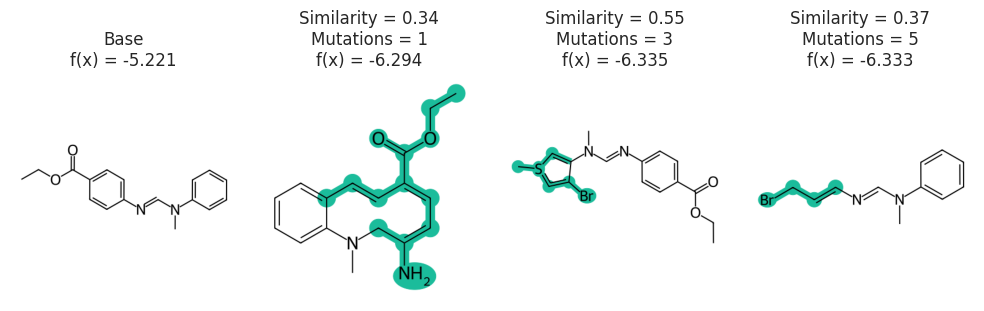 Base
f(x) = -5.221
Similarity = 0.34
Mutations = 1
f(x) = -6.294
Similarity = 0.55
Mutations = 3
f(x) = -6.335
Similarity = 0.37
Mutations = 5
f(x) = -6.333
O
O
N
N
O
O
N
NH2
S
Br
N
N
O
O
Br
N
N